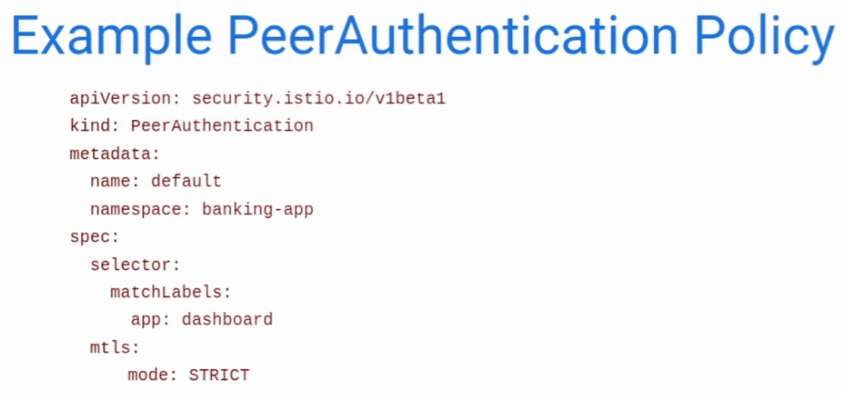 Example PeerAuthentication Policy
apiVersion: security.istio.io/v1beta1
kind: PeerAuthentication
metadata:
  name: default
  namespace: banking-app
spec:
  selector:
    matchLabels:
      app: dashboard
  mtls:
      mode: STRICT